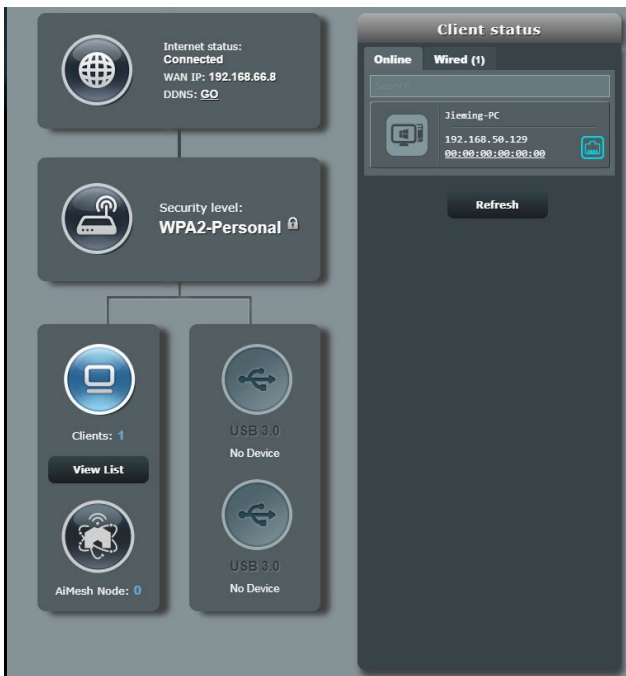 Internet status:
Connected
WAN IP: 192.168.66.8
DDNS: GO
Security level:
WPA2-Personal
Clients: 1
View List
AiMesh Node: 0
USB 3.0
No Device
USB 3.0
No Device
Client status
Online Wired (1)
Search
Jieming-PC
192.168.50.129
00:00:00:00:00:00
Refresh